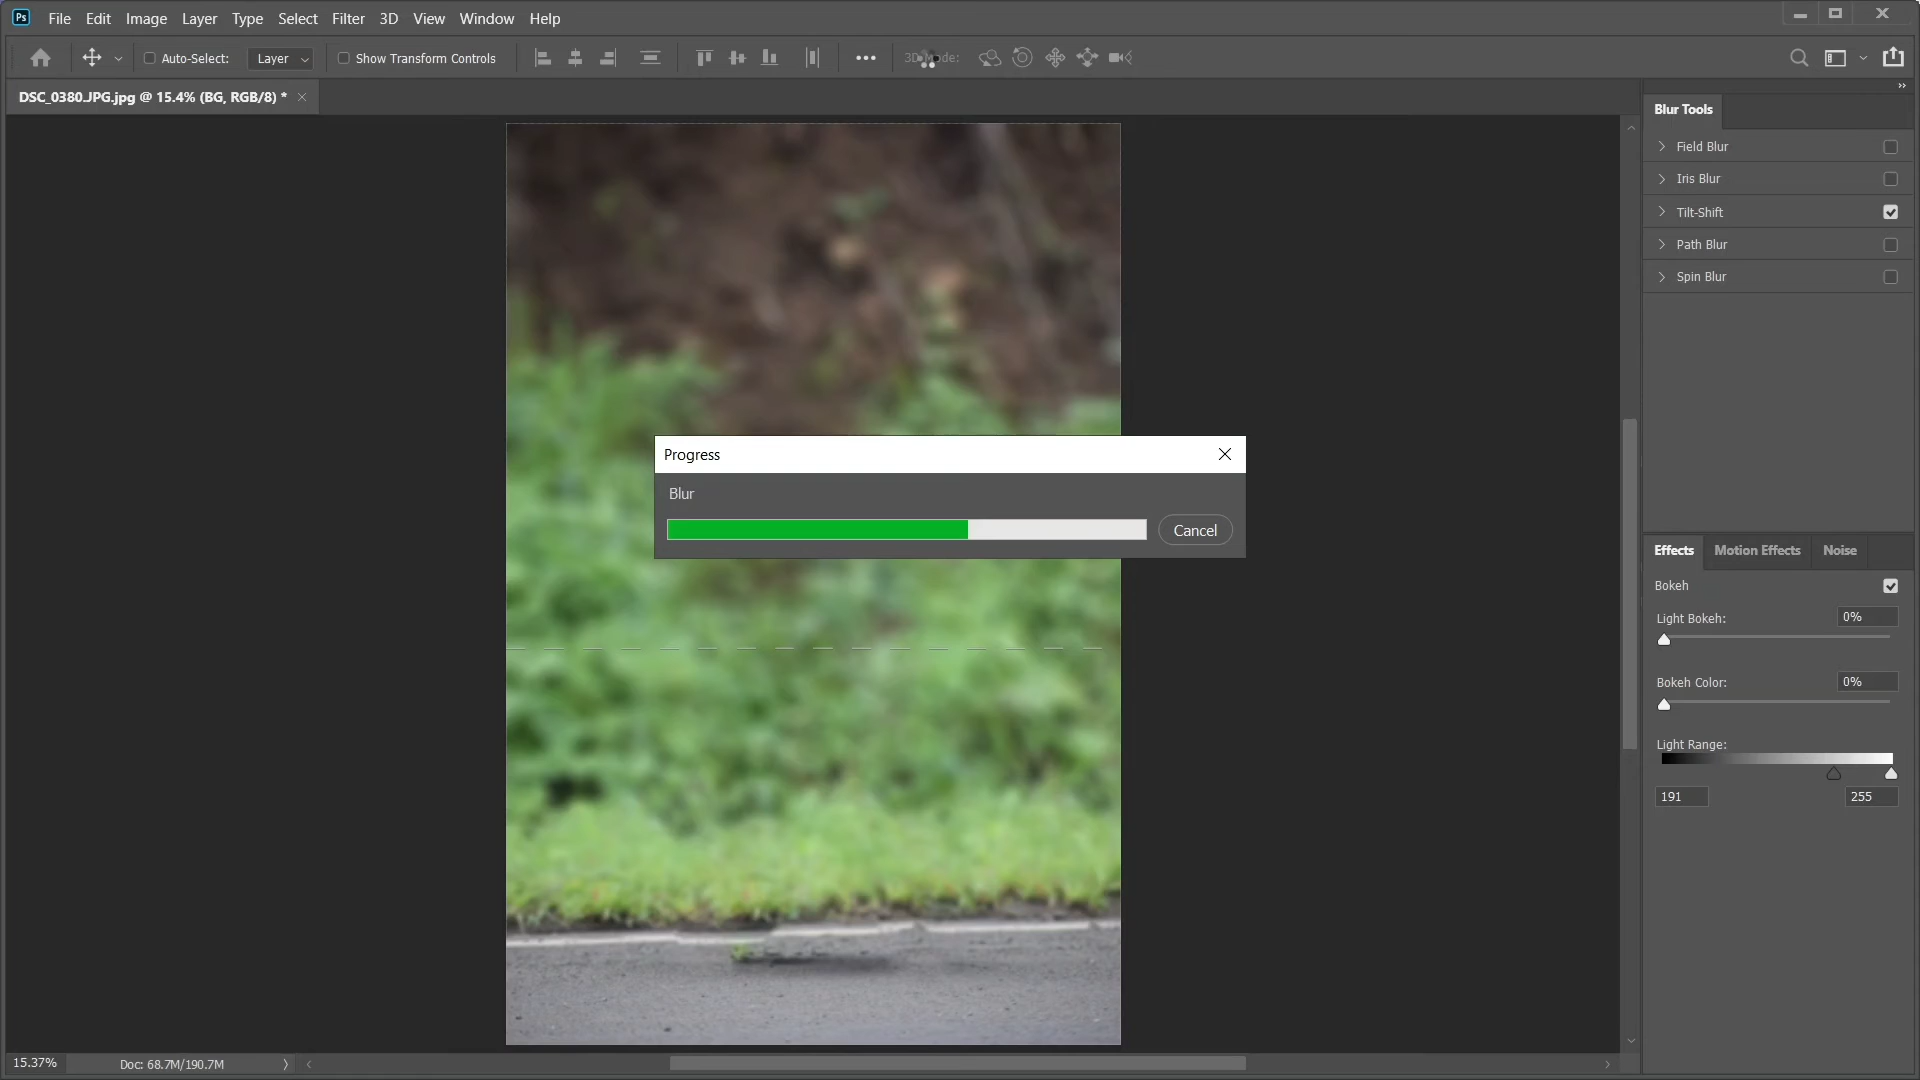 Ps File Edit Image Layer Type Select Filter 3D View Window Help
Auto-Select: Layer Show Transform Controls
DSC_0380.JPG.jpg @ 15.4% (BG, RGB/8) *
Blur Tools
Field Blur
Iris Blur
Tilt-Shift
Path Blur
Spin Blur
Progress
Blur
Cancel
Effects Motion Effects Noise
Bokeh
Light Bokeh: 0%
Bokeh Color: 0%
Light Range:
191 255
15.37% Doc: 68.7M/190.7M